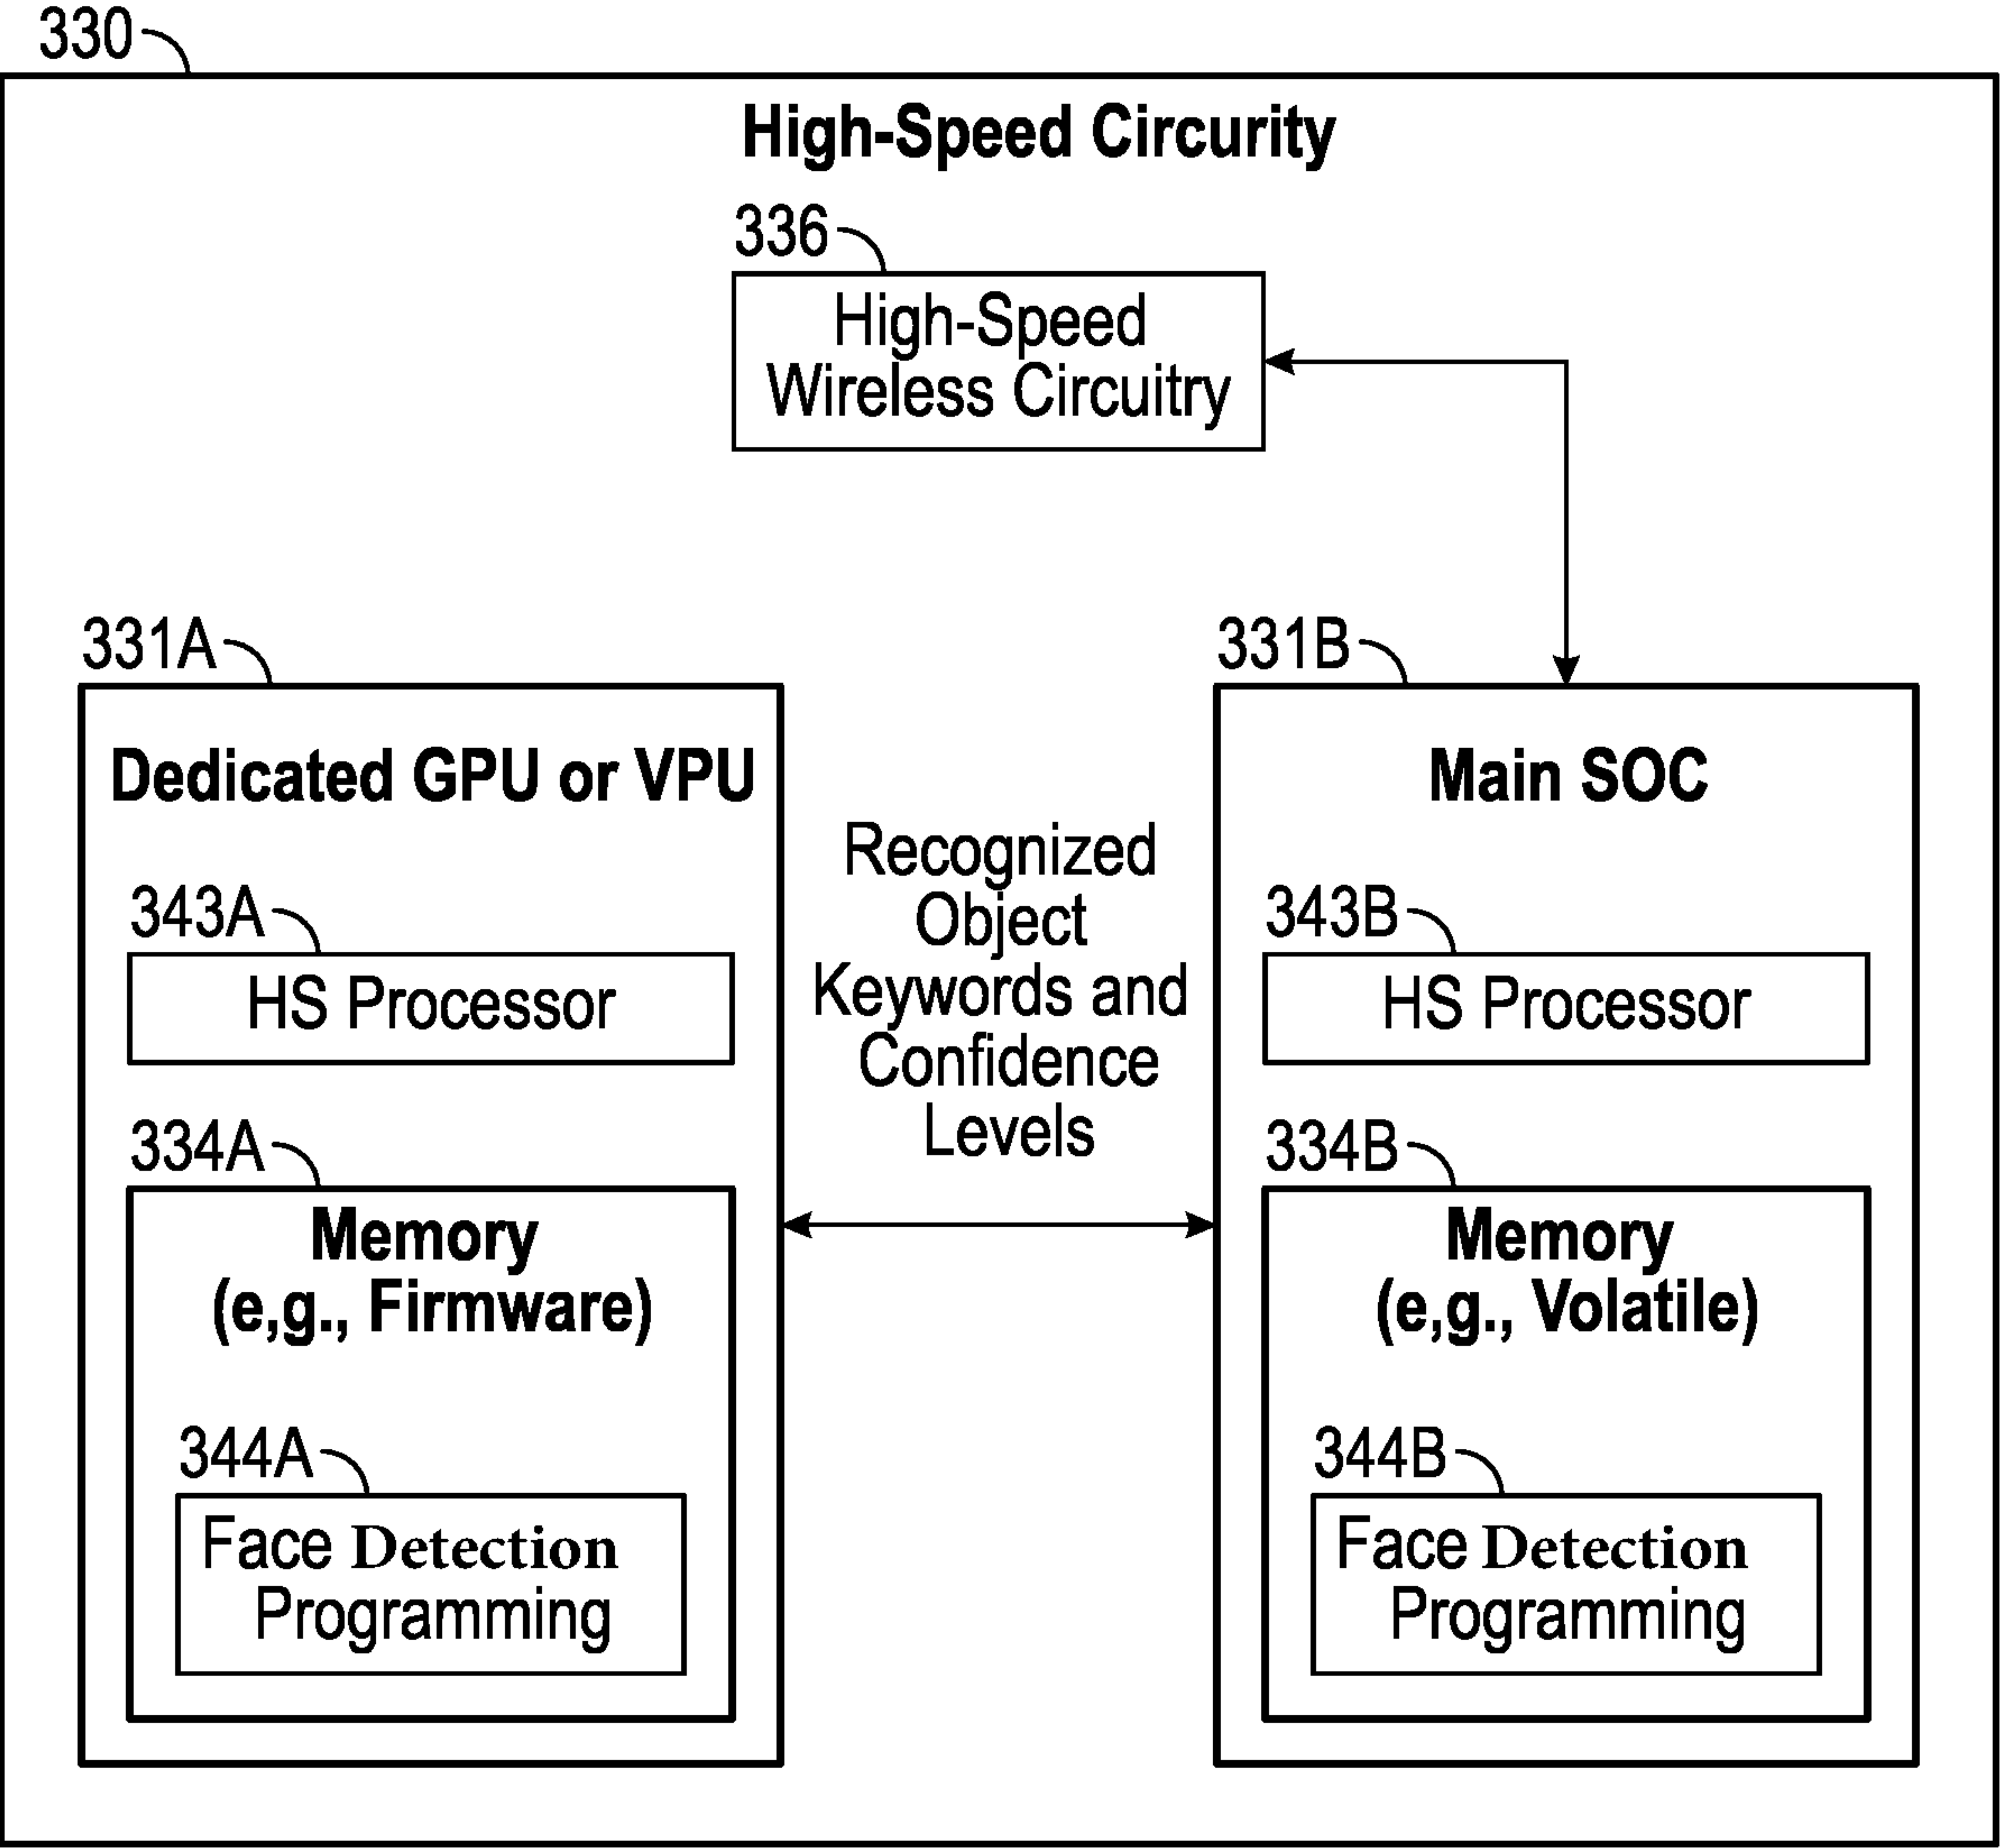 330
High-Speed Circurity
336
High-Speed
Wireless Circuitry
331A
Dedicated GPU or VPU
343A
HS Processor
334A
Memory
(e,g., Firmware)
344A
Face Detection
Programming
Recognized
Object
Keywords and
Confidence
Levels
331B
Main SOC
343B
HS Processor
334B
Memory
(e,g., Volatile)
344B
Face Detection
Programming